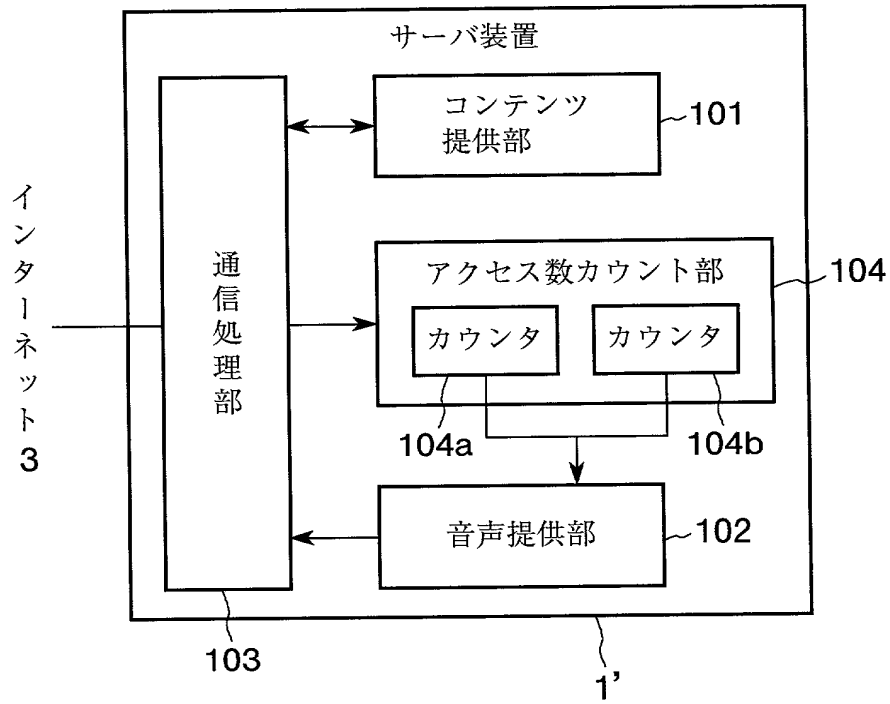 サーバ装置
コンテンツ
提供部
101
インターネット3
通信処理部
アクセス数カウント部
104
カウンタ
カウンタ
104a
104b
音声提供部
102
103
1’